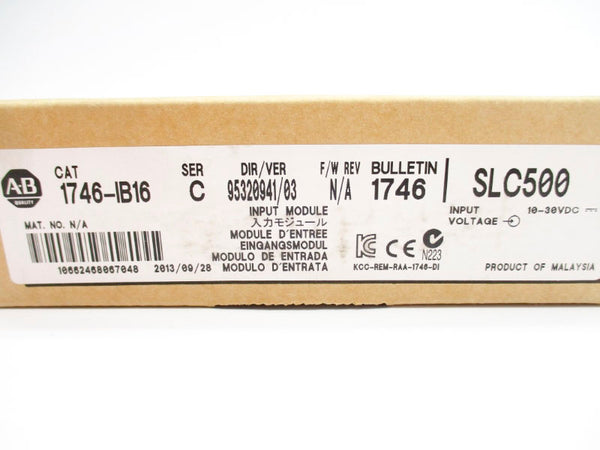 A-B
QUALITY
CAT SER DIR/VER F/W REV BULLETIN
1746-IB16 C 95320941/03 N/A 1746 SLC500
MAT. NO. N/A
INPUT MODULE
入力モジュール
MODULE D'ENTREE
EINGANGSMODUL
MODULO DE ENTRADA
MODULO D'ENTRATA
10662468067048 2013/09/28
KC CE N223
KCC-REM-RAA-1746-DI
INPUT 10-30VDC
VOLTAGE
PRODUCT OF MALAYSIA